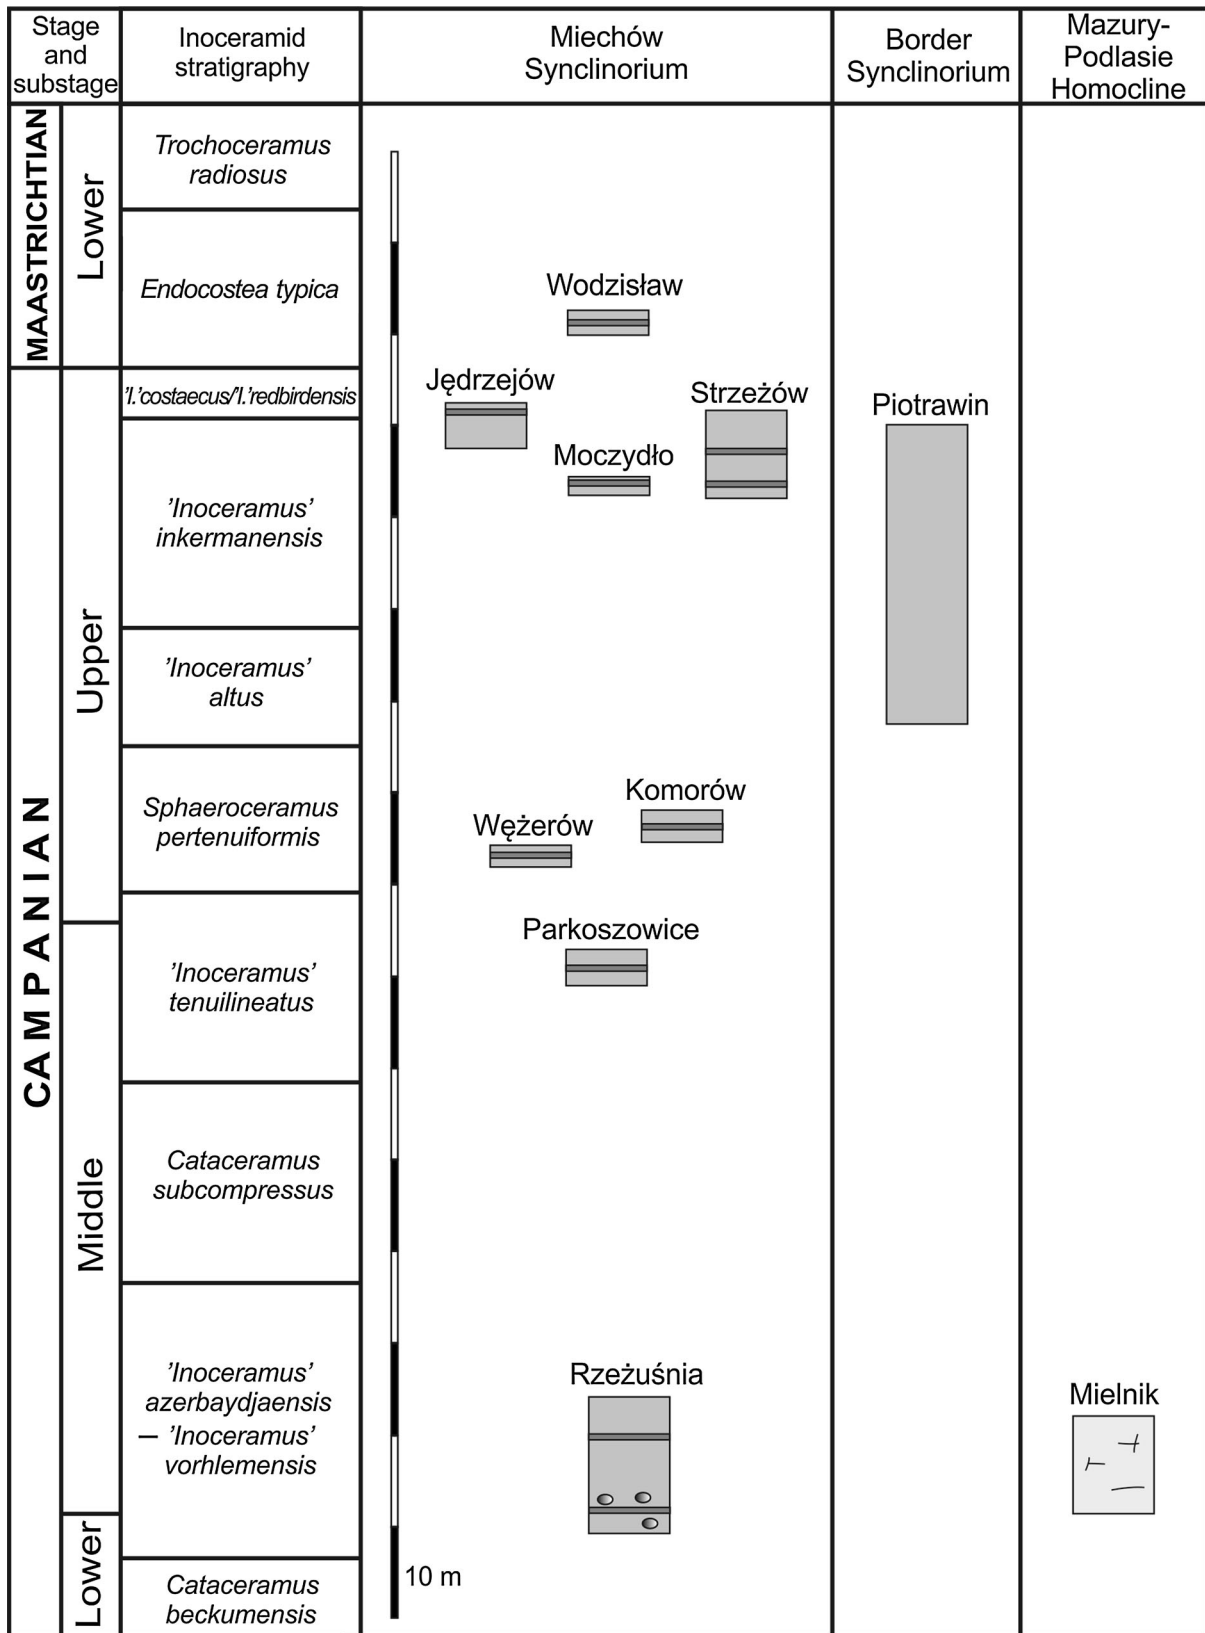 Stage
and
substage
Inoceramid
stratigraphy
Miechów
Synclinorium
Border
Synclinorium
Mazury-
Podlasie
Homocline
MAASTRICHTIAN
Lower
Trochoceramus
radiosus
Endocostea typica
Wodzisław
CAMPANIAN
Upper
’I.’costaecus/’I.’redbirdensis
Jędrzejów
Strzeżów
Piotrawin
Moczydło
’Inoceramus’
inkermanensis
’Inoceramus’
altus
Sphaeroceramus
pertenuiformis
Komorów
Wężerów
Middle
Parkoszowice
’Inoceramus’
tenuilineatus
Cataceramus
subcompressus
’Inoceramus’
azerbaydjaensis
– ’Inoceramus’
vorhlemensis
Rzeżuśnia
Mielnik
Lower
10 m
Cataceramus
beckumensis